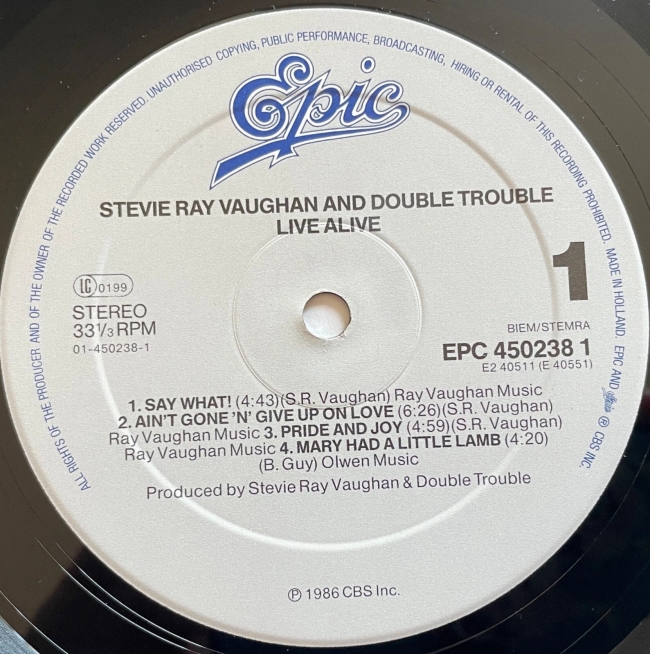 ALL RIGHTS OF THE PRODUCER AND OF THE OWNER OF THE RECORDED WORK RESERVED. UNAUTHORISED COPYING, PUBLIC PERFORMANCE, BROADCASTING, HIRING OR RENTAL OF THIS RECORDING PROHIBITED. MADE IN HOLLAND. EPIC AND Epic ® CBS INC.
Epic
STEVIE RAY VAUGHAN AND DOUBLE TROUBLE
LIVE ALIVE
1
LC 0199
STEREO
33 1/3 RPM
01-450238-1
BIEM/STEMRA
EPC 450238 1
E2 40511 (E 40551)
1. SAY WHAT! (4:43)(S.R. Vaughan) Ray Vaughan Music
2. AIN'T GONE 'N' GIVE UP ON LOVE (6:26)(S.R. Vaughan)
Ray Vaughan Music 3. PRIDE AND JOY (4:59)(S.R. Vaughan)
Ray Vaughan Music 4. MARY HAD A LITTLE LAMB (4:20)
(B. Guy) Olwen Music
Produced by Stevie Ray Vaughan & Double Trouble
℗ 1986 CBS Inc.